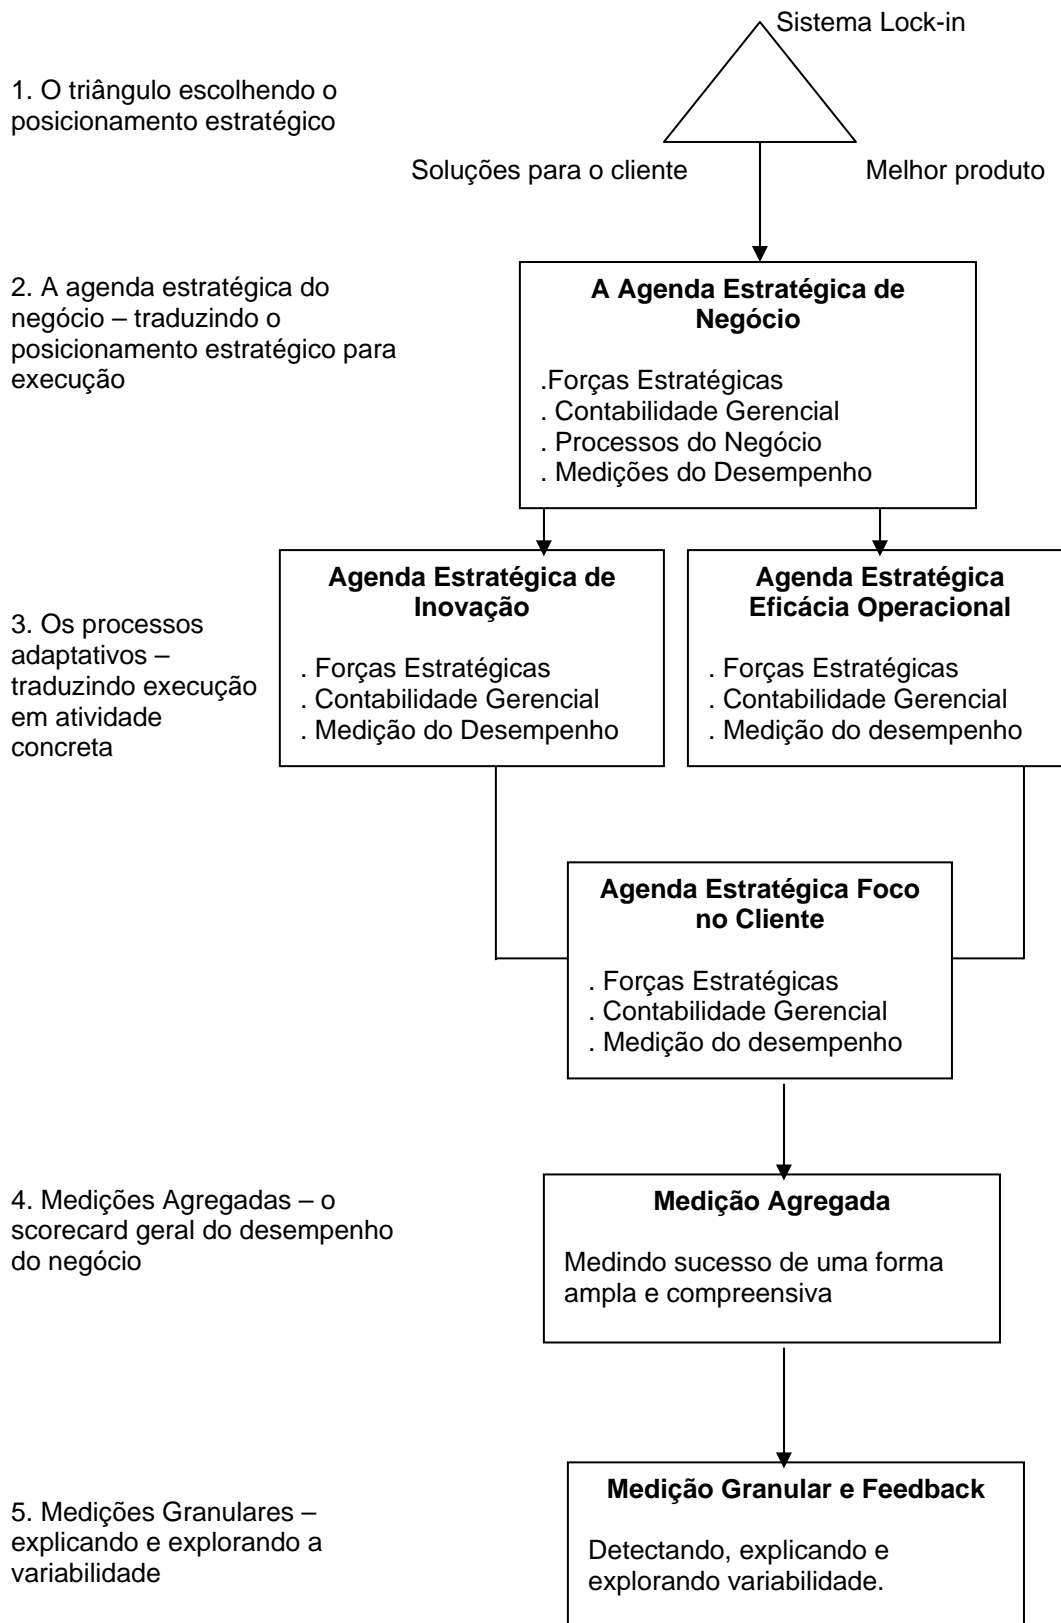 Sistema Lock-in
1. O triângulo escolhendo o
posicionamento estratégico
Soluções para o cliente
Melhor produto
2. A agenda estratégica do
negócio – traduzindo o
posicionamento estratégico para
execução
A Agenda Estratégica de
Negócio
.Forças Estratégicas
. Contabilidade Gerencial
. Processos do Negócio
. Medições do Desempenho
3. Os processos
adaptativos –
traduzindo execução
em atividade
concreta
Agenda Estratégica de
Inovação
. Forças Estratégicas
. Contabilidade Gerencial
. Medição do Desempenho
Agenda Estratégica
Eficácia Operacional
. Forças Estratégicas
. Contabilidade Gerencial
. Medição do desempenho
Agenda Estratégica Foco
no Cliente
. Forças Estratégicas
. Contabilidade Gerencial
. Medição do desempenho
4. Medições Agregadas – o
scorecard geral do desempenho
do negócio
Medição Agregada
Medindo sucesso de uma forma
ampla e compreensiva
5. Medições Granulares –
explicando e explorando a
variabilidade
Medição Granular e Feedback
Detectando, explicando e
explorando variabilidade.